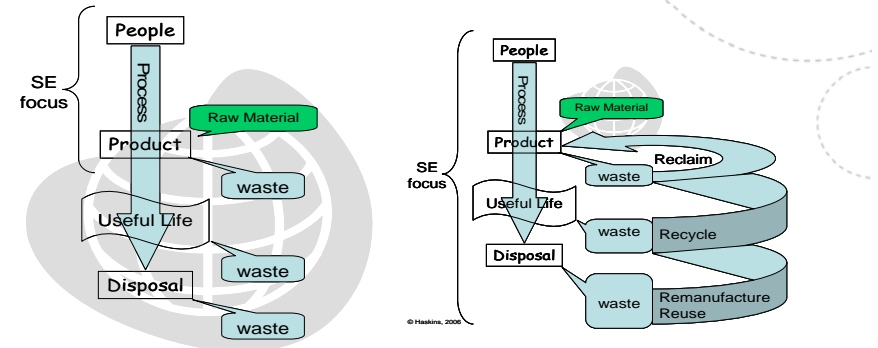 People
Process
SE
focus
Raw Material
Product
waste
Useful Life
waste
Disposal
waste
People
Process
Raw Material
Product
Reclaim
waste
SE
focus
Useful Life
waste
Recycle
Disposal
waste
Remanufacture
Reuse
© Haskins, 2006